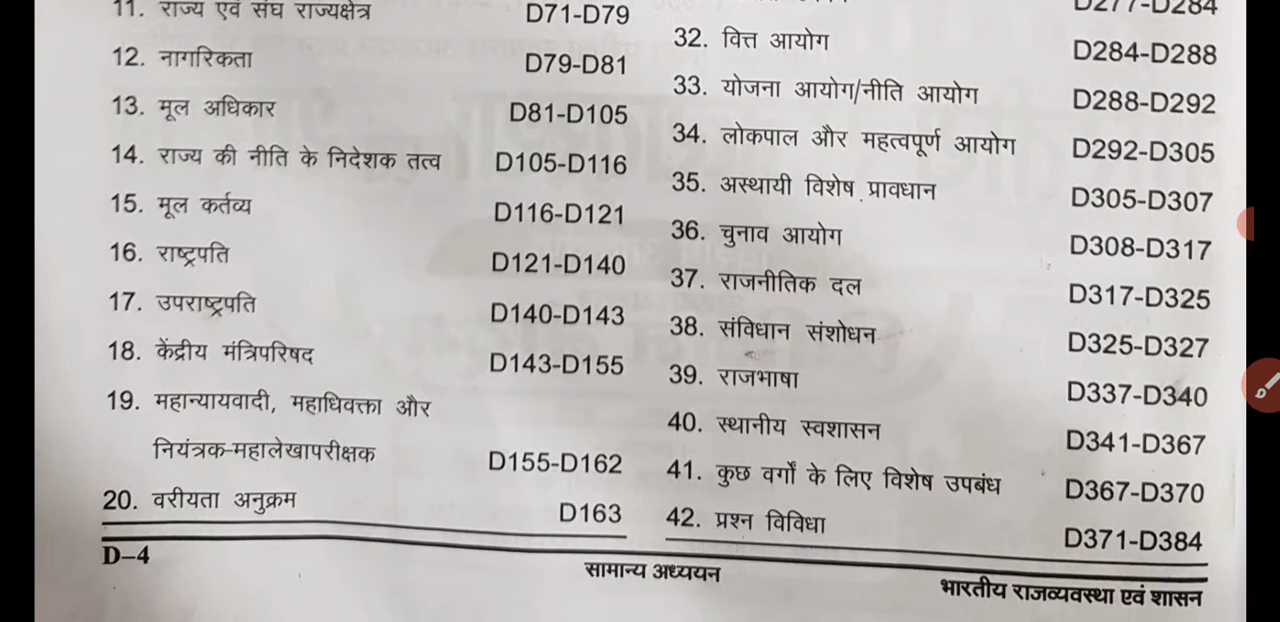 11. राज्य एवं संघ राज्यक्षेत्र D71-D79
12. नागरिकता D79-D81
13. मूल अधिकार D81-D105
14. राज्य की नीति के निदेशक तत्व D105-D116
15. मूल कर्तव्य D116-D121
16. राष्ट्रपति D121-D140
17. उपराष्ट्रपति D140-D143
18. केंद्रीय मंत्रिपरिषद D143-D155
19. महान्यायवादी, महाधिवक्ता और
नियंत्रक-महालेखापरीक्षक D155-D162
20. वरीयता अनुक्रम D163
D277-D284
32. वित्त आयोग D284-D288
33. योजना आयोग/नीति आयोग D288-D292
34. लोकपाल और महत्वपूर्ण आयोग D292-D305
35. अस्थायी विशेष प्रावधान D305-D307
36. चुनाव आयोग D308-D317
37. राजनीतिक दल D317-D325
38. संविधान संशोधन D325-D327
39. राजभाषा D337-D340
40. स्थानीय स्वशासन D341-D367
41. कुछ वर्गों के लिए विशेष उपबंध D367-D370
42. प्रश्न विविधा D371-D384
D–4 सामान्य अध्ययन भारतीय राजव्यवस्था एवं शासन